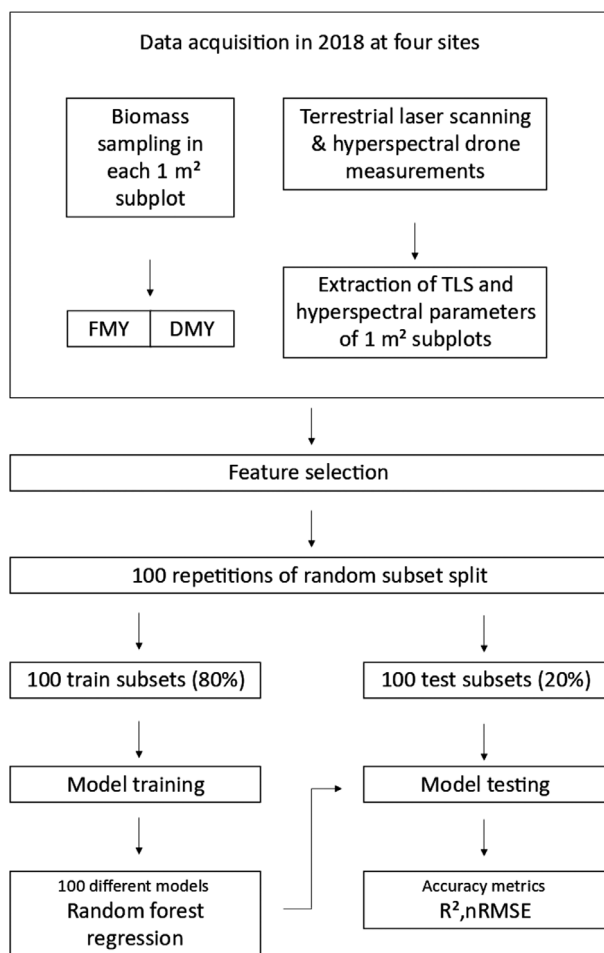 Data acquisition in 2018 at four sites
Biomass
sampling in
each 1 m²
subplot
Terrestrial laser scanning
& hyperspectral drone
measurements
FMY
DMY
Extraction of TLS and
hyperspectral parameters
of 1 m² subplots
Feature selection
100 repetitions of random subset split
100 train subsets (80%)
100 test subsets (20%)
Model training
Model testing
100 different models
Random forest
regression
Accuracy metrics
R²,nRMSE